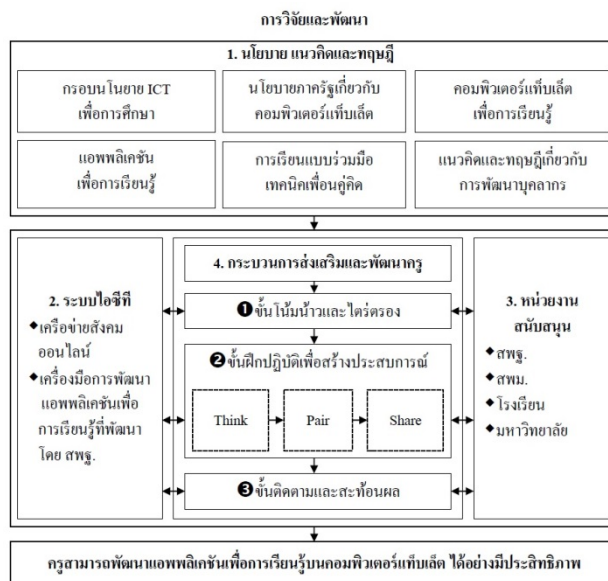 การวิจัยและพัฒนา
1. นโยบาย แนวคิดและทฤษฎี
กรอบนโนยาย ICT
เพื่อการศึกษา
นโยบายภาครัฐเกี่ยวกับ
คอมพิวเตอร์แท็บเล็ต
คอมพิวเตอร์แท็บเล็ต
เพื่อการเรียนรู้
แอพพลิเคชัน
เพื่อการเรียนรู้
การเรียนแบบร่วมมือ
เทคนิคเพื่อนคู่คิด
แนวคิดและทฤษฎีเกี่ยวกับ
การพัฒนาบุคลากร
2. ระบบไอซีที
◆เครือข่ายสังคม
ออนไลน์
◆เครื่องมือการพัฒนา
แอพพลิเคชันเพื่อ
การเรียนรู้ที่พัฒนา
โดย สพฐ.
4. กระบวนการส่งเสริมและพัฒนาครู
❶ขั้นโน้มน้าวและไตร่ตรอง
❷ขั้นฝึกปฏิบัติเพื่อสร้างประสบการณ์
Think
Pair
Share
❸ขั้นติดตามและสะท้อนผล
3. หน่วยงาน
สนับสนุน
◆สพฐ.
◆สพม.
◆โรงเรียน
◆มหาวิทยาลัย
ครูสามารถพัฒนาแอพพลิเคชันเพื่อการเรียนรู้บนคอมพิวเตอร์แท็บเล็ต ได้อย่างมีประสิทธิภาพ